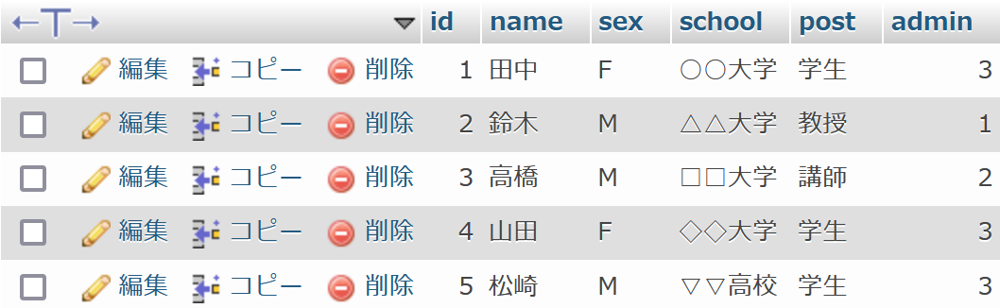 ←T→ id name sex school post admin
編集 コピー 削除 1 田中 F ○○大学 学生 3
編集 コピー 削除 2 鈴木 M △△大学 教授 1
編集 コピー 削除 3 高橋 M □□大学 講師 2
編集 コピー 削除 4 山田 F ◇◇大学 学生 3
編集 コピー 削除 5 松崎 M ▽▽高校 学生 3